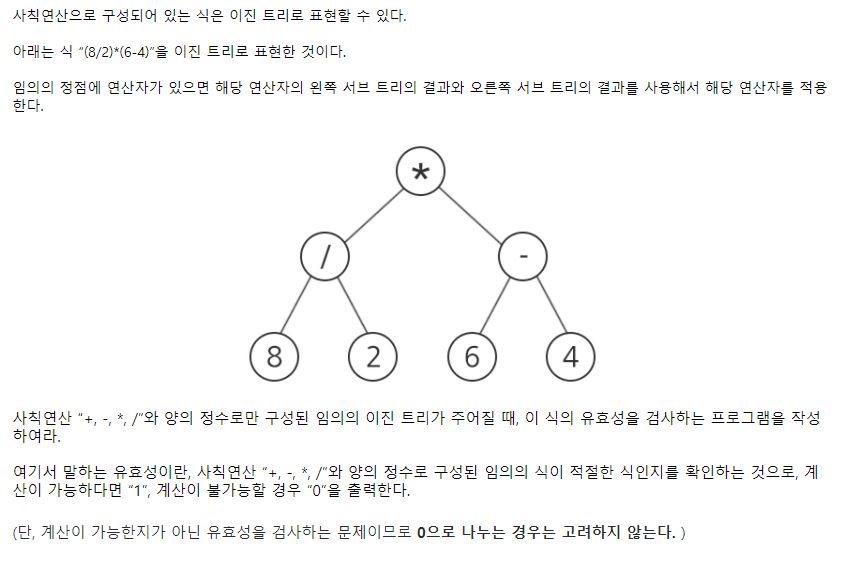 사칙연산으로 구성되어 있는 식은 이진 트리로 표현할 수 있다.
아래는 식 “(8/2)*(6-4)”을 이진 트리로 표현한 것이다.
임의의 정점에 연산자가 있으면 해당 연산자의 왼쪽 서브 트리의 결과와 오른쪽 서브 트리의 결과를 사용해서 해당 연산자를 적용
한다.
*
/ -
8 2 6 4
사칙연산 “+, -, *, /”와 양의 정수로만 구성된 임의의 이진 트리가 주어질 때, 이 식의 유효성을 검사하는 프로그램을 작성
하여라.
여기서 말하는 유효성이란, 사칙연산 “+, -, *, /”와 양의 정수로 구성된 임의의 식이 적절한 식인지를 확인하는 것으로, 계
산이 가능하다면 “1”, 계산이 불가능할 경우 “0”을 출력한다.
(단, 계산이 가능한지가 아닌 유효성을 검사하는 문제이므로 0으로 나누는 경우는 고려하지 않는다. )